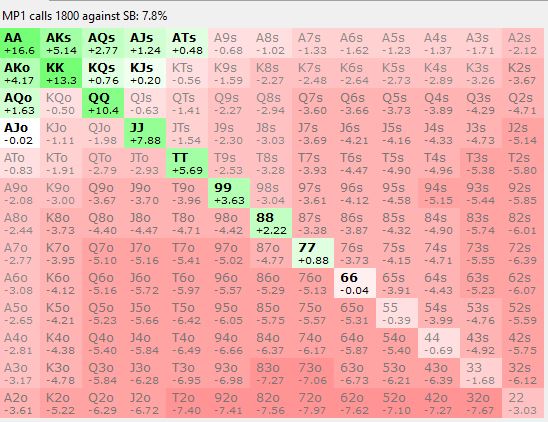 MP1 calls 1800 against SB: 7.8%
AA AKs AQs AJs ATs A9s A8s A7s A6s A5s A4s A3s A2s
+16.6 +5.14 +2.77 +1.24 +0.48 -0.68 -1.02 -1.33 -1.62 -1.23 -1.37 -1.71 -2.12
AKo KK KQs KJs KTs K9s K8s K7s K6s K5s K4s K3s K2s
+4.17 +13.3 +0.76 +0.20 -0.56 -1.59 -2.27 -2.48 -2.64 -2.73 -2.89 -3.26 -3.67
AQo KQo QQ QJs QTs Q9s Q8s Q7s Q6s Q5s Q4s Q3s Q2s
+1.63 -0.50 +10.4 -0.63 -1.41 -2.27 -2.94 -3.60 -3.66 -3.73 -3.89 -4.29 -4.71
AJo KJo QJo JJ JTs J9s J8s J7s J6s J5s J4s J3s J2s
-0.02 -1.11 -1.98 +7.88 -1.54 -2.30 -3.03 -3.69 -4.21 -4.16 -4.33 -4.73 -5.14
ATo KTo QTo JTo TT T9s T8s T7s T6s T5s T4s T3s T2s
-0.83 -1.91 -2.79 -2.93 +5.69 -2.53 -3.28 -3.93 -4.47 -4.90 -4.96 -5.38 -5.80
A9o K9o Q9o J9o T9o 99 98s 97s 96s 95s 94s 93s 92s
-2.08 -3.00 -3.67 -3.70 -3.96 +3.63 -3.04 -3.61 -4.12 -4.58 -5.15 -5.44 -5.85
A8o K8o Q8o J8o T8o 98o 88 87s 86s 85s 84s 83s 82s
-2.44 -3.73 -4.40 -4.47 -4.71 -4.42 +2.22 -3.38 -3.87 -4.32 -4.90 -5.74 -6.01
A7o K7o Q7o J7o T7o 97o 87o 77 76s 75s 74s 73s 72s
-2.77 -3.95 -5.10 -5.16 -5.41 -5.02 -4.77 +0.88 -3.73 -4.15 -4.71 -5.55 -6.39
A6o K6o Q6o J6o T6o 96o 86o 76o 66 65s 64s 63s 62s
-3.08 -4.12 -5.16 -5.72 -5.97 -5.57 -5.29 -5.13 -0.04 -3.91 -4.43 -5.23 -6.07
A5o K5o Q5o J5o T5o 95o 85o 75o 65o 55 54s 53s 52s
-2.65 -4.21 -5.23 -5.66 -6.42 -6.05 -5.75 -5.57 -5.31 -0.39 -3.99 -4.76 -5.59
A4o K4o Q4o J4o T4o 94o 84o 74o 64o 54o 44 43s 42s
-2.81 -4.38 -5.40 -5.84 -6.49 -6.66 -6.37 -6.17 -5.87 -5.40 -0.69 -4.92 -5.75
A3o K3o Q3o J3o T3o 93o 83o 73o 63o 53o 43o 33 32s
-3.17 -4.78 -5.84 -6.28 -6.95 -6.98 -7.27 -7.06 -6.73 -6.21 -6.39 -1.68 -6.12
A2o K2o Q2o J2o T2o 92o 82o 72o 62o 52o 42o 32o 22
-3.61 -5.22 -6.29 -6.72 -7.40 -7.41 -7.56 -7.97 -7.62 -7.10 -7.27 -7.67 -3.03